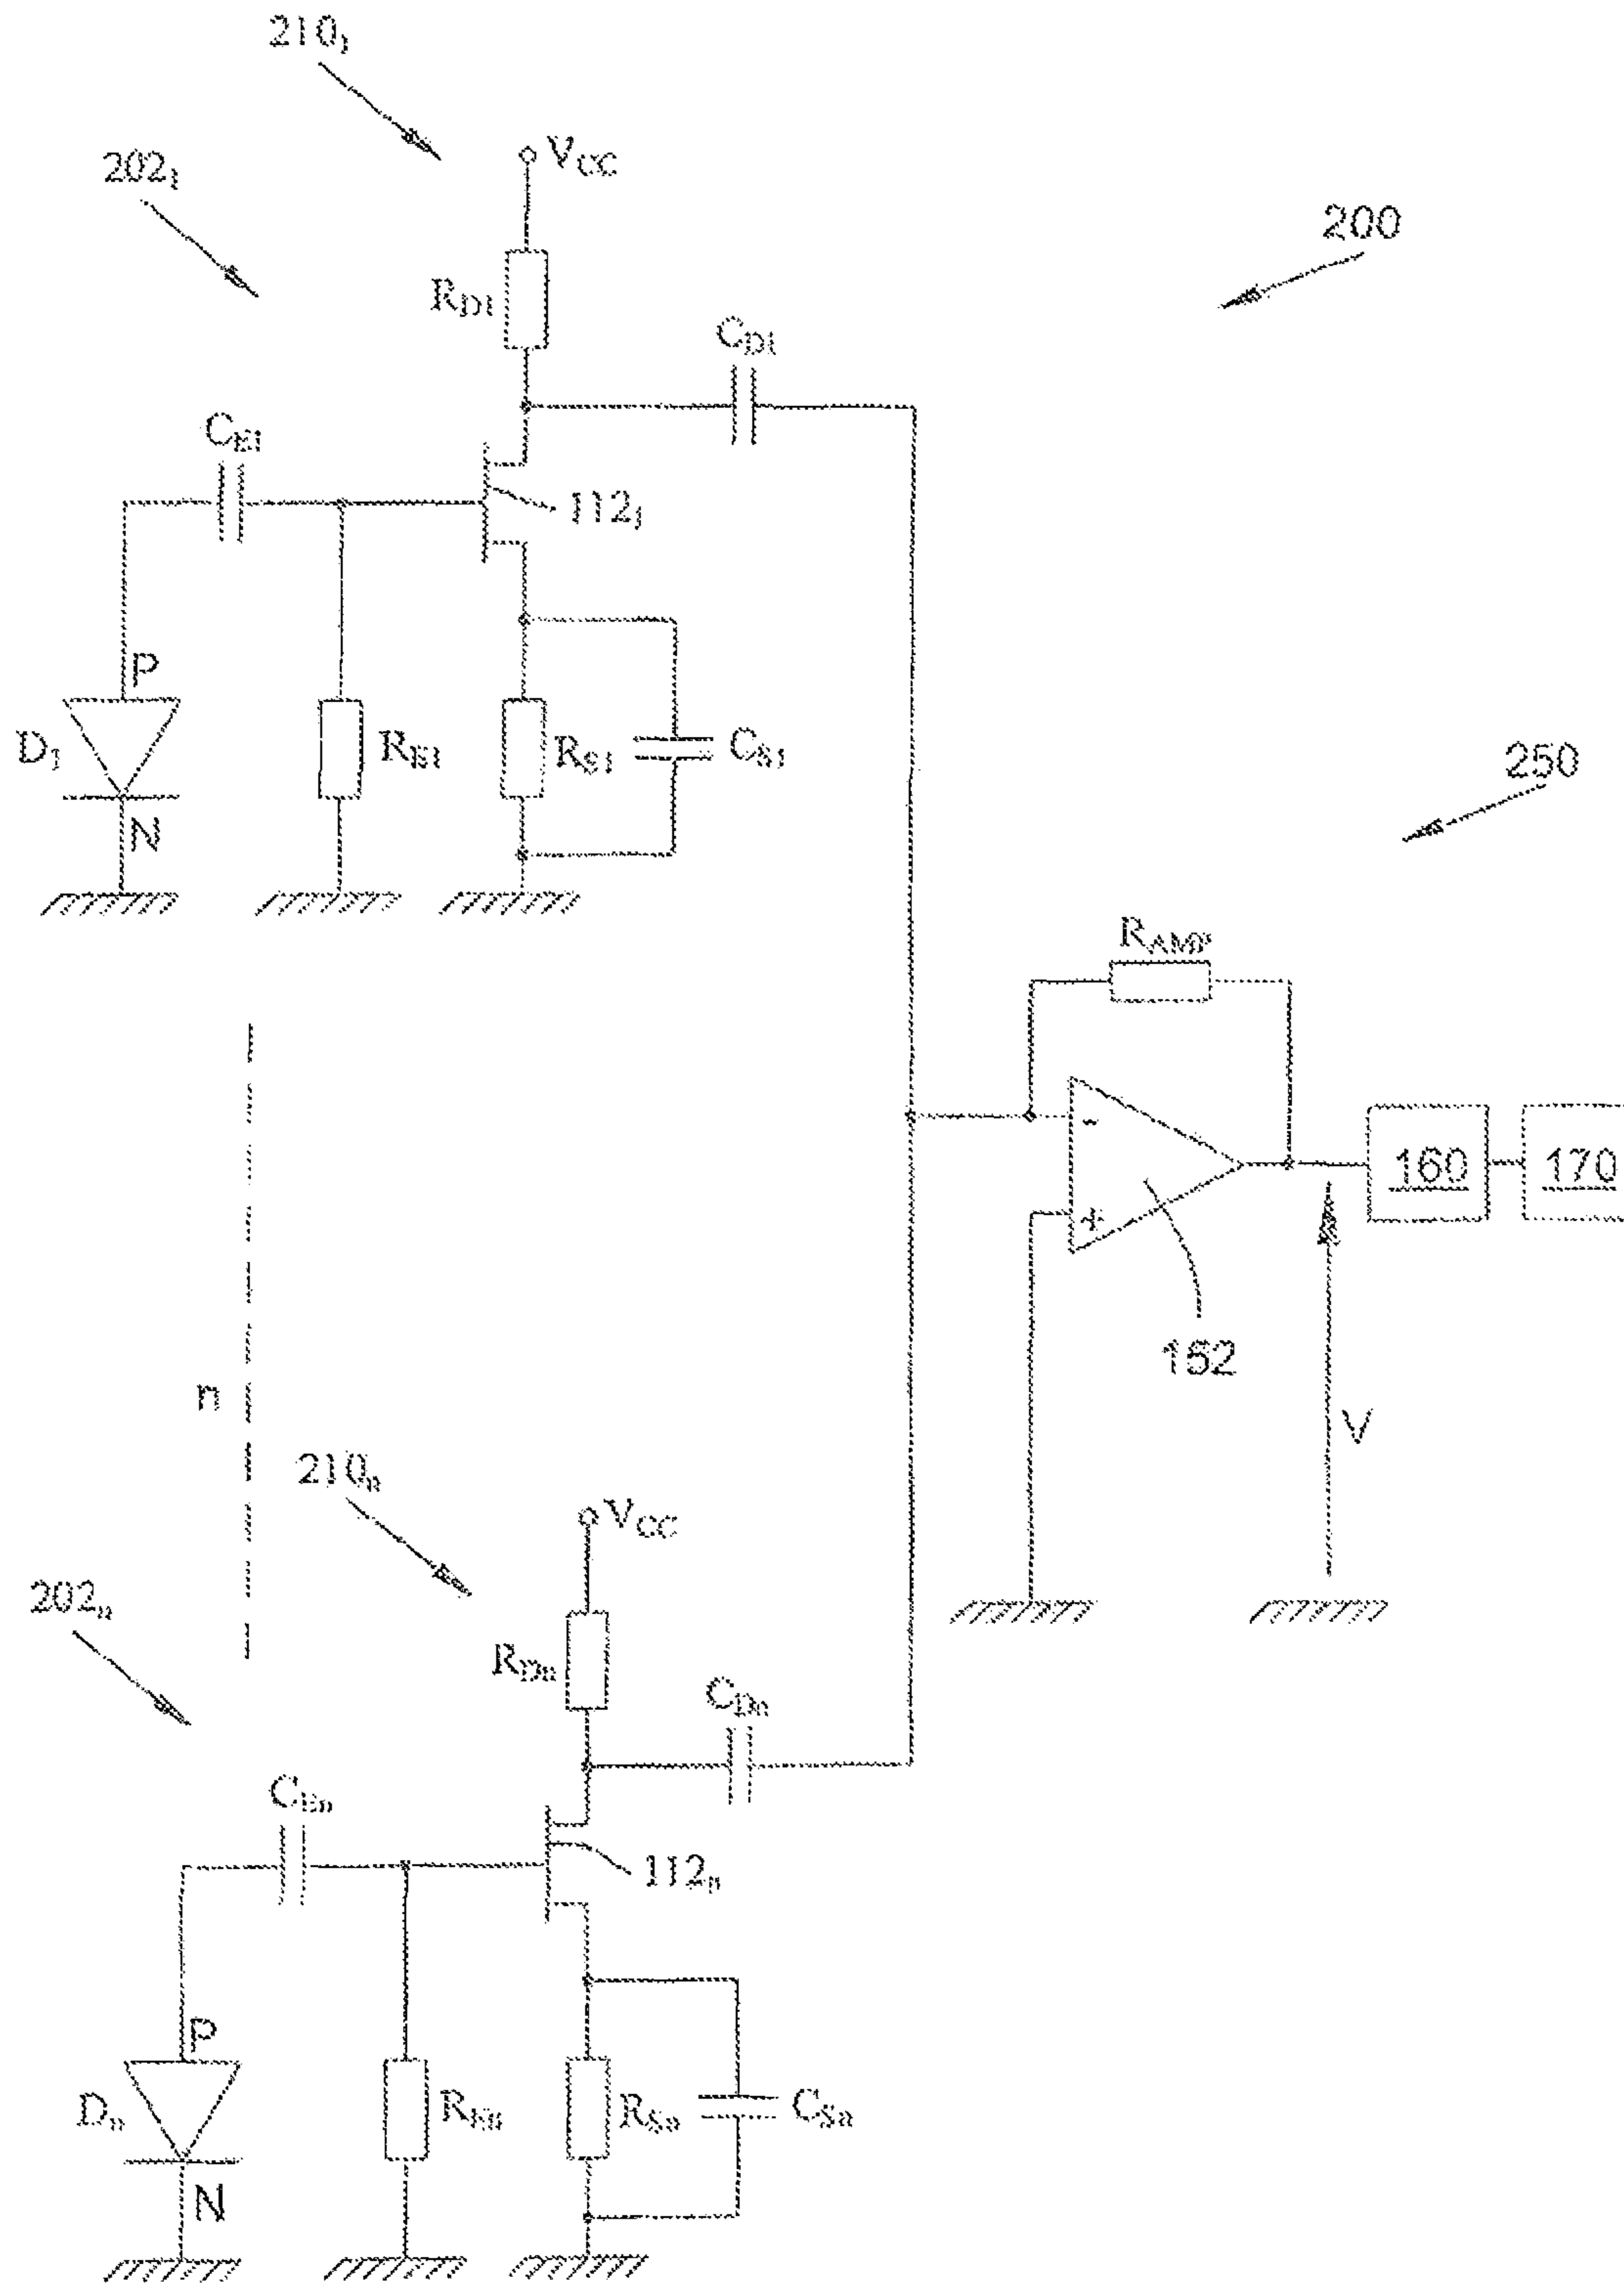 210₁
V_CC
202₁
200
R_D1
C_D1
C_E1
112₁
P
D₁
R_E1
R_S1
C_S1
250
N
R_AMP
-
160
170
+
152
n
V
210ₙ
V_CC
202ₙ
R_Dn
C_Dn
C_En
112ₙ
P
Dₙ
R_En
R_Sn
C_Sn
N